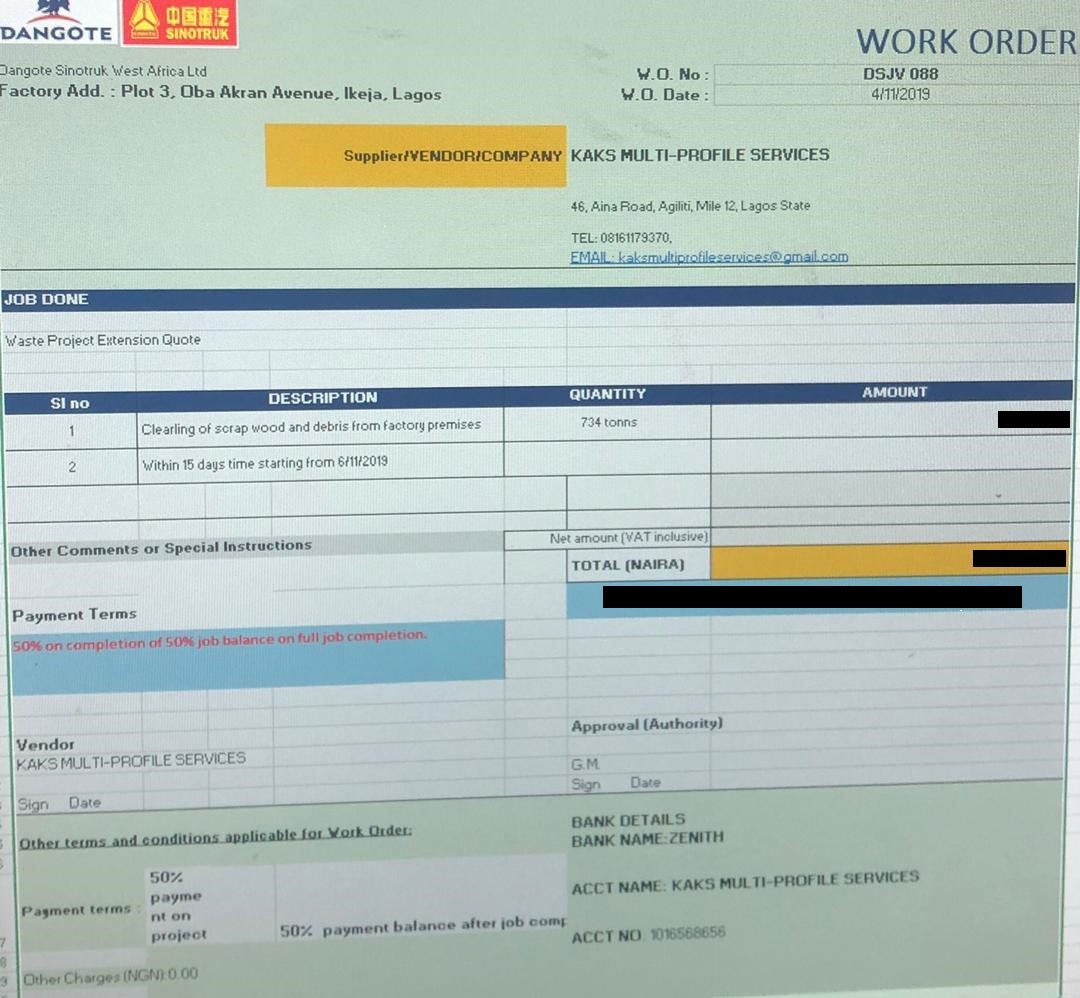 DANGOTE
中国重汽
SINOTRUK
WORK ORDER
Dangote Sinotruk West Africa Ltd
Factory Add. : Plot 3, Oba Akran Avenue, Ikeja, Lagos
W.O. No : DSJV 088
W.O. Date : 4/11/2019
Supplier/VENDOR/COMPANY KAKS MULTI-PROFILE SERVICES
46, Aina Road, Agiliti, Mile 12, Lagos State
TEL: 08161179370,
EMAIL: kaksmultiprofileservices@gmail.com
JOB DONE
Waste Project Extension Quote
Sl no DESCRIPTION QUANTITY AMOUNT
1 Clearling of scrap wood and debris from factory premises 734 tonns
2 Within 15 days time starting from 6/11/2019
Other Comments or Special Instructions
Net amount (VAT inclusive)
TOTAL (NAIRA)
Payment Terms
50% on completion of 50% job balance on full job completion.
Approval (Authority)
Vendor
KAKS MULTI-PROFILE SERVICES
G.M.
Sign Date
Sign Date
Other terms and conditions applicable for Work Order:
BANK DETAILS
BANK NAME:ZENITH
ACCT NAME: KAKS MULTI-PROFILE SERVICES
ACCT NO: 1016568656
Payment terms :
50%
payme
nt on
project
50% payment balance after job comp
Other Charges (NGN):0.00
7
8
9